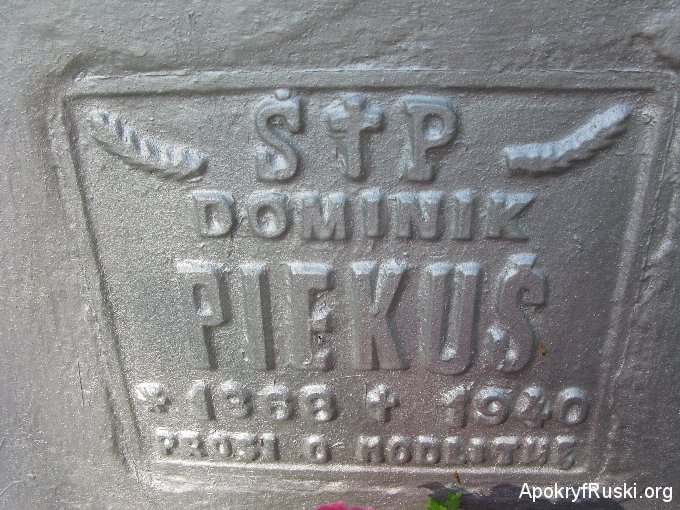 Ś † P
DOMINIK
PIEKUŚ
* 1868 † 1940
PROSI O MODLITWĘ
ApokryfRuski.org